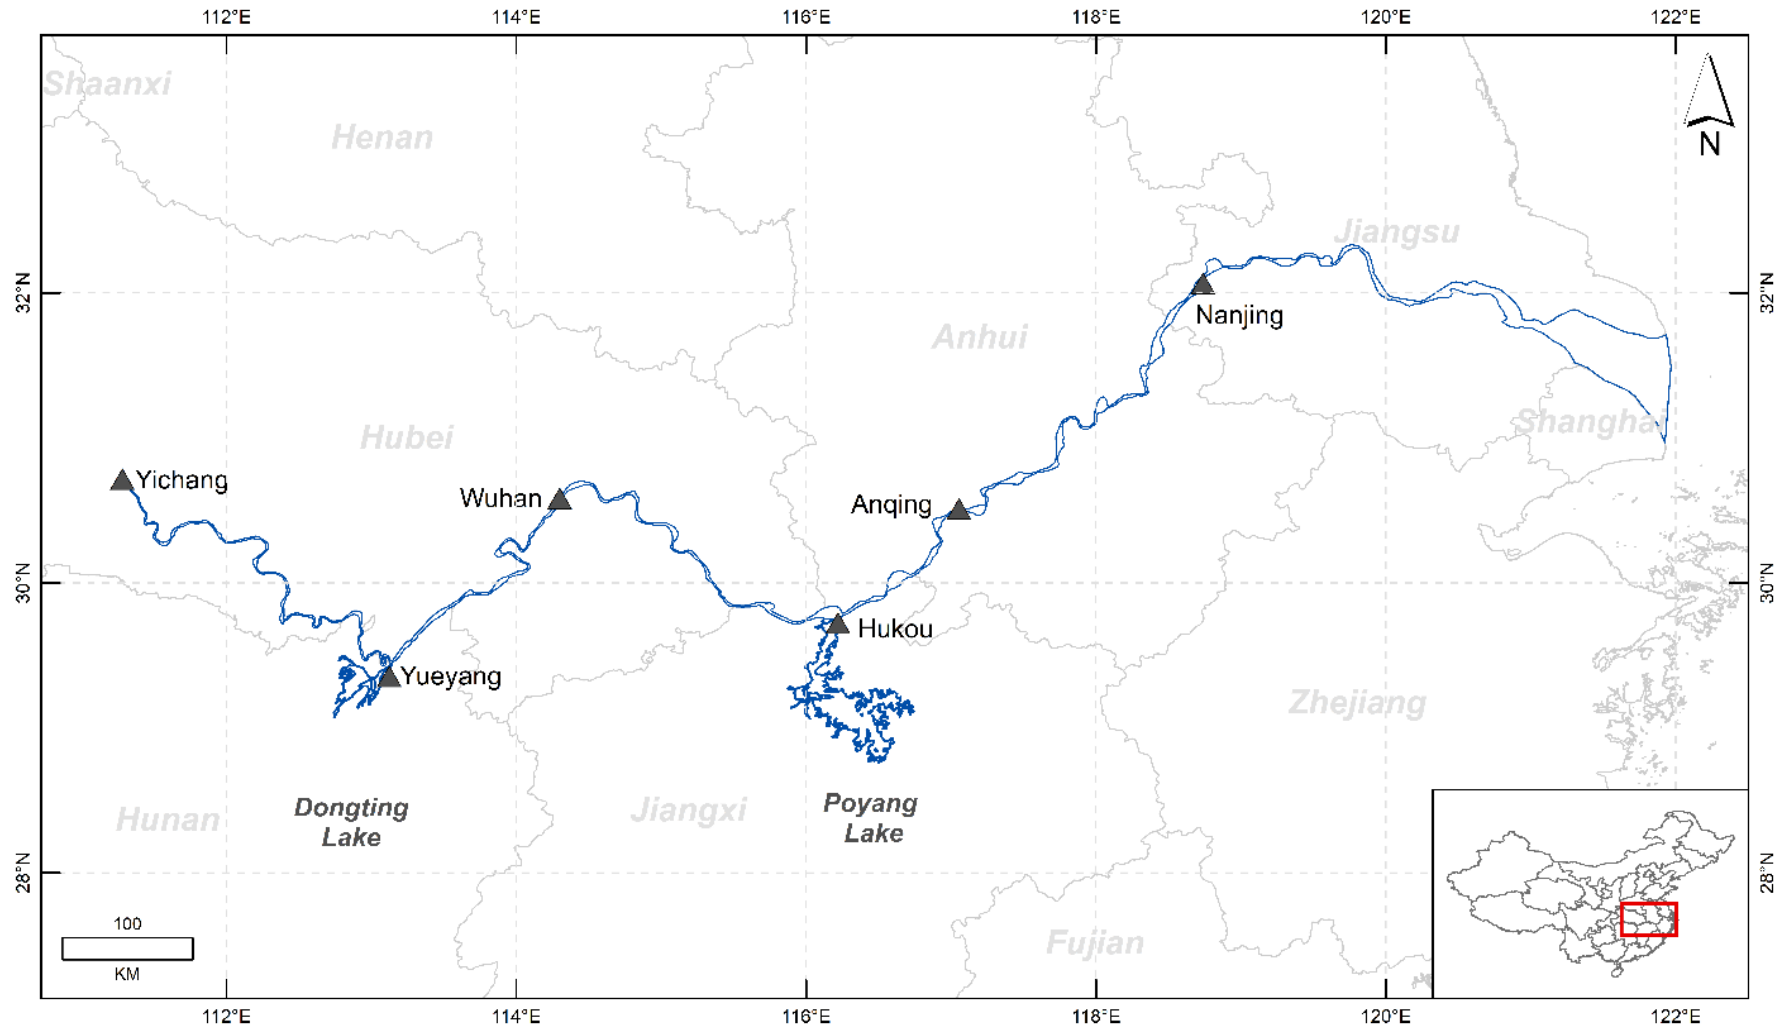 112°E
114°E
116°E
118°E
120°E
122°E
Shaanxi
Henan
N
Jiangsu
32°N
32°N
Nanjing
Anhui
Shanghai
Hubei
Yichang
Wuhan
Anqing
30°N
30°N
Hukou
Yueyang
Zhejiang
Hunan
Dongting
Lake
Jiangxi
Poyang
Lake
28°N
28°N
100
KM
Fujian
112°E
114°E
116°E
118°E
120°E
122°E